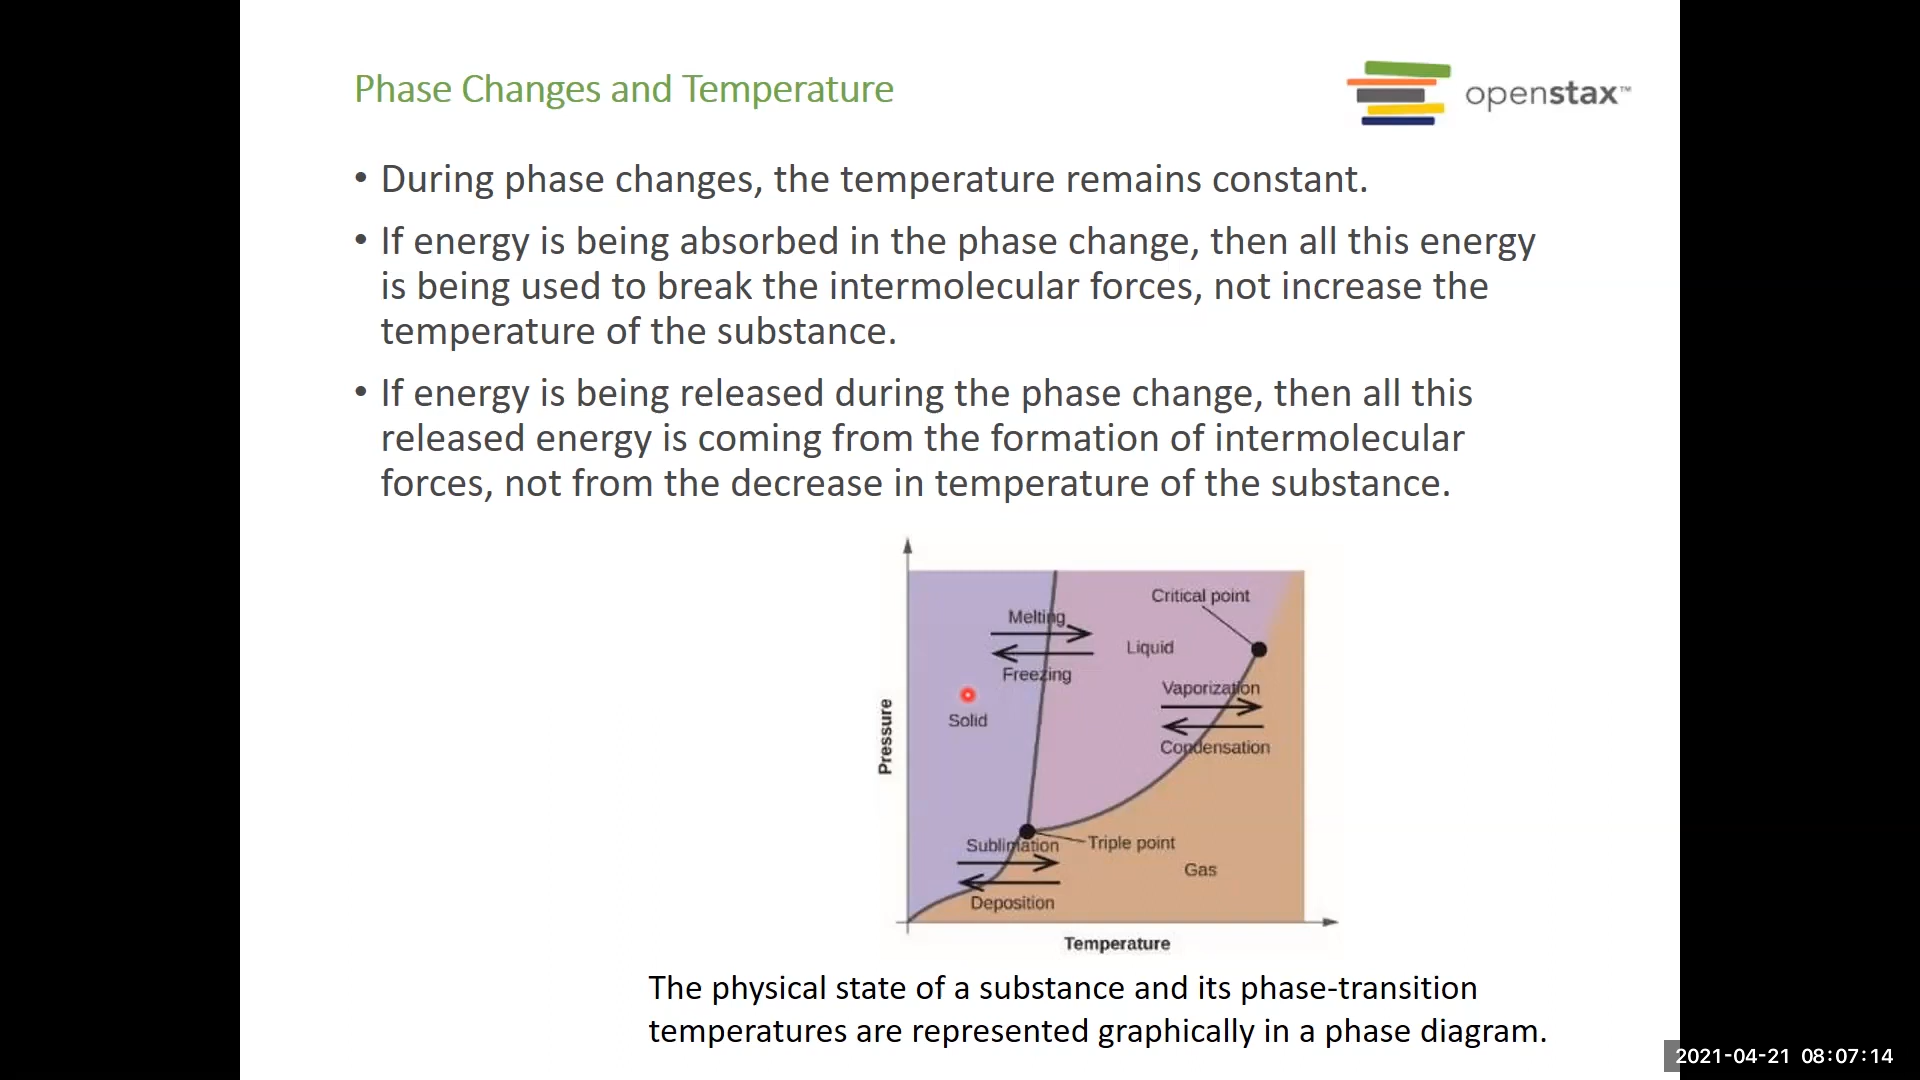 Phase Changes and Temperature
openstax™
• During phase changes, the temperature remains constant.
• If energy is being absorbed in the phase change, then all this energy
is being used to break the intermolecular forces, not increase the
temperature of the substance.
• If energy is being released during the phase change, then all this
released energy is coming from the formation of intermolecular
forces, not from the decrease in temperature of the substance.
Critical point
Melting
Liquid
Freezing
Vaporization
Solid
Condensation
Pressure
Sublimation
Triple point
Gas
Deposition
Temperature
The physical state of a substance and its phase-transition
temperatures are represented graphically in a phase diagram.
2021-04-21 08:07:14